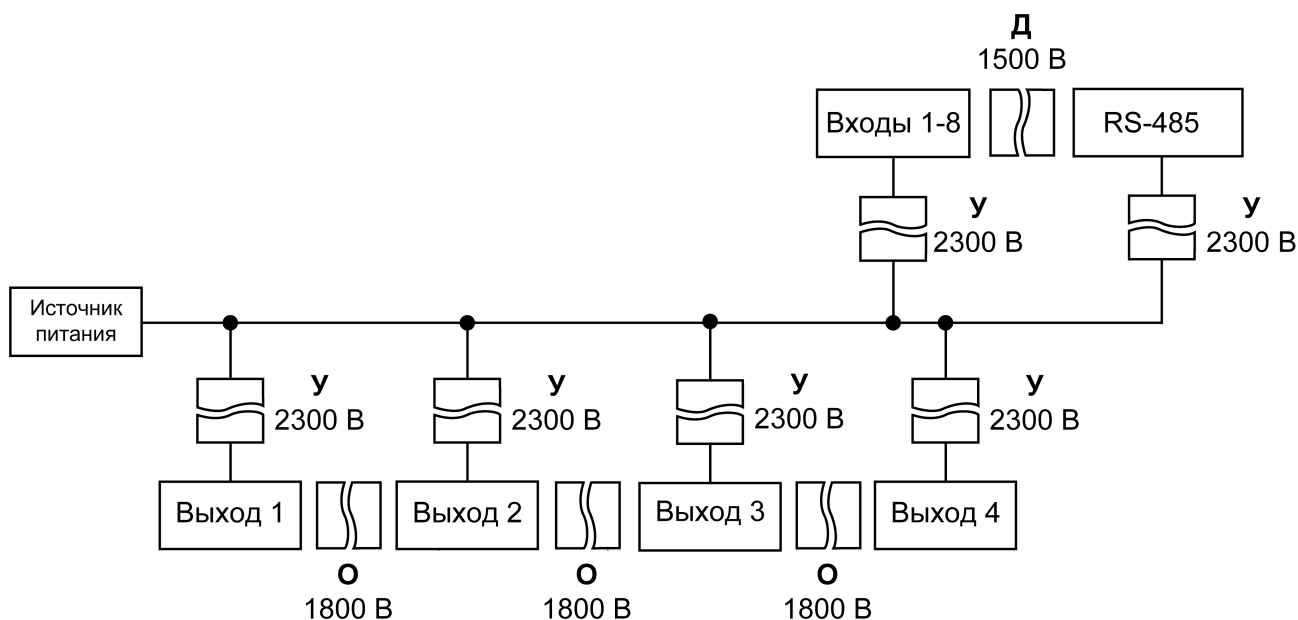 Д
1500 В
Входы 1-8
RS-485
У
2300 В
У
2300 В
Источник
питания
У
2300 В
У
2300 В
У
2300 В
У
2300 В
Выход 1
Выход 2
Выход 3
Выход 4
О
1800 В
О
1800 В
О
1800 В